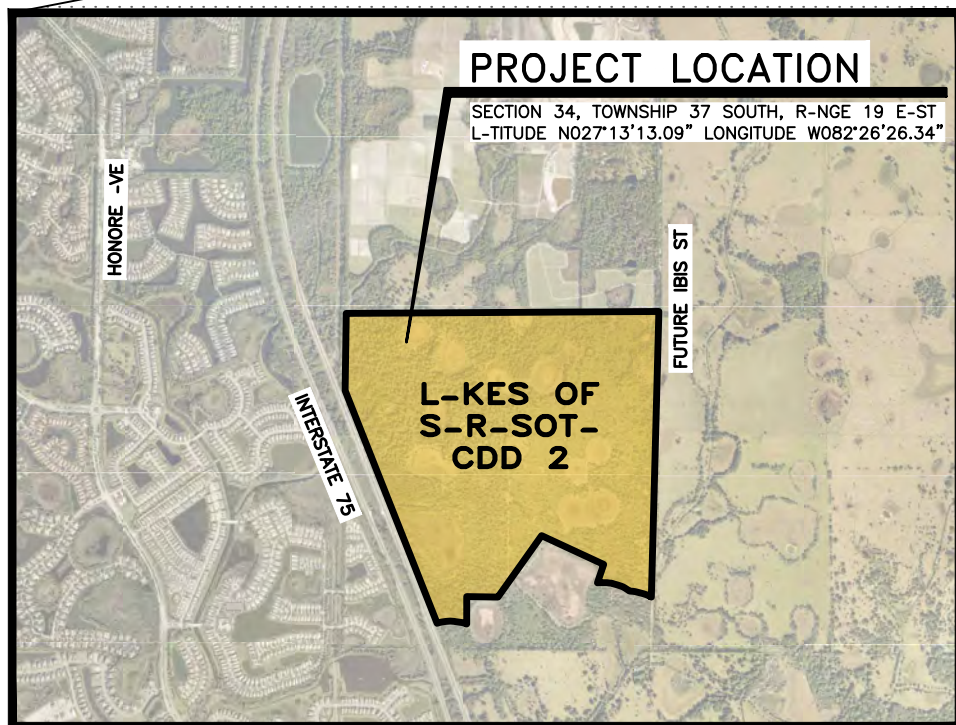 PROJECT LOCATION
SECTION 34, TOWNSHIP 37 SOUTH, R-NGE 19 E-ST
L-TITUDE N027°13'13.09" LONGITUDE W082°26'26.34"
HONORE -VE
FUTURE IBIS ST
INTERSTATE 75
L-KES OF
S-R-SOT-
CDD 2